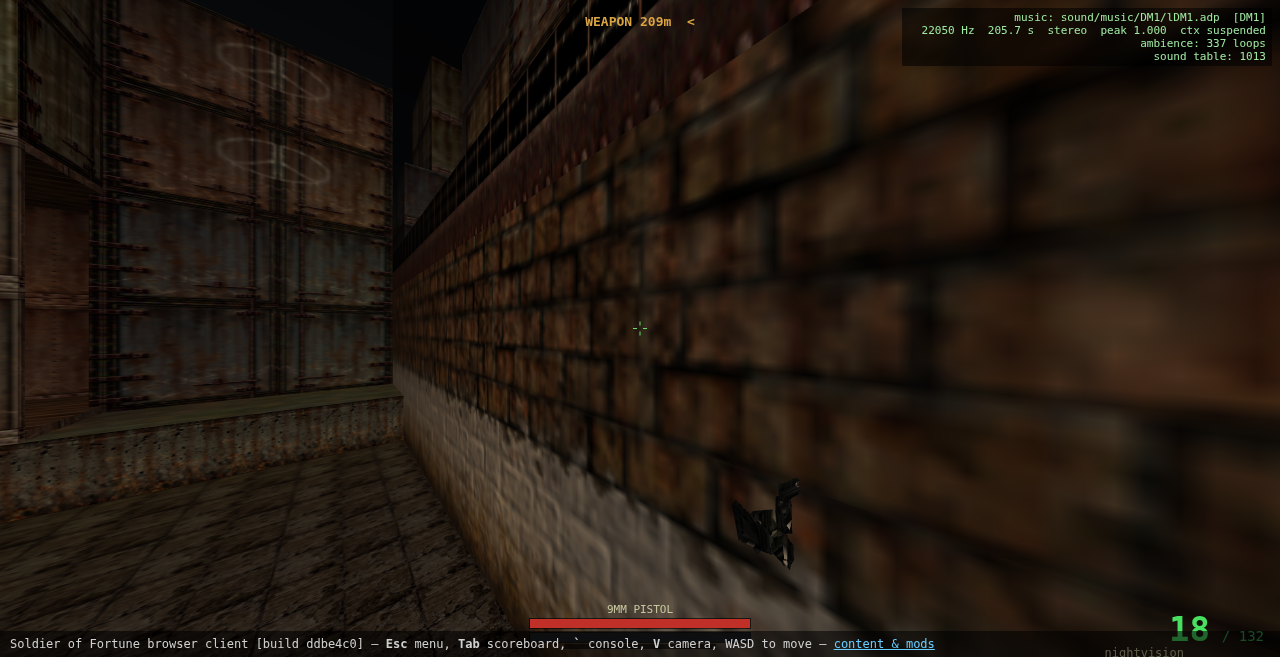 WEAPON 209m <
music: sound/music/DM1/lDM1.adp [DM1]
22050 Hz 205.7 s stereo peak 1.000 ctx suspended
ambience: 337 loops
sound table: 1013
9MM PISTOL
18 / 132
Soldier of Fortune browser client [build ddbe4c0] — Esc menu, Tab scoreboard, ` console, V camera, WASD to move — content & mods
nightvision